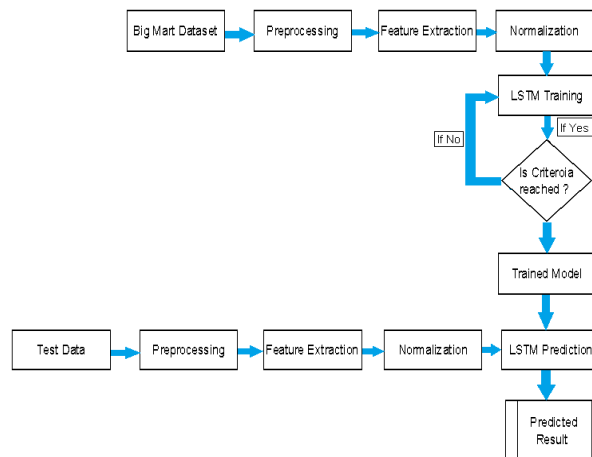 Big Mart Dataset
Preprocessing
Feature Extraction
Normalization
LSTM Training
If No
If Yes
Is Criteroia
reached ?
Trained Model
Test Data
Preprocessing
Feature Extraction
Normalization
LSTM Prediction
Predicted
Result